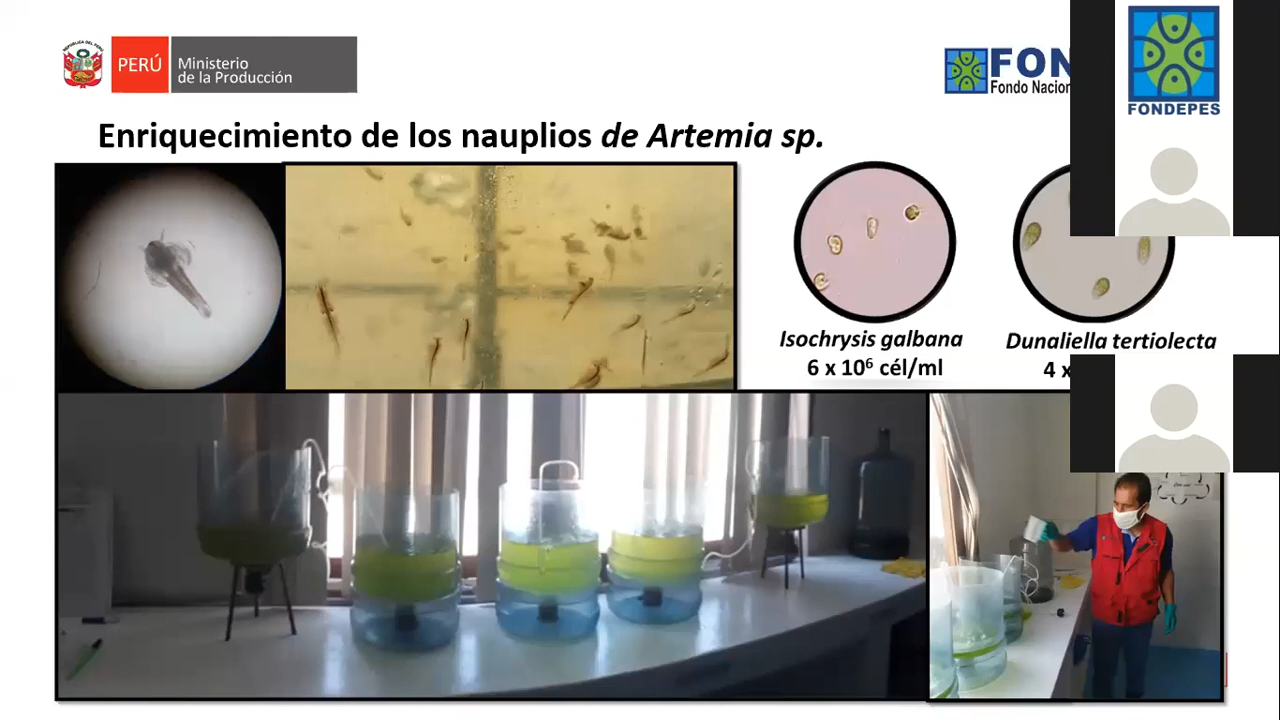 PERÚ
Ministerio
de la Producción
FON
Fondo Nacion
FONDEPES
Enriquecimiento de los nauplios de Artemia sp.
Isochrysis galbana
6 x 10⁶ cél/ml
Dunaliella tertiolecta
4 x